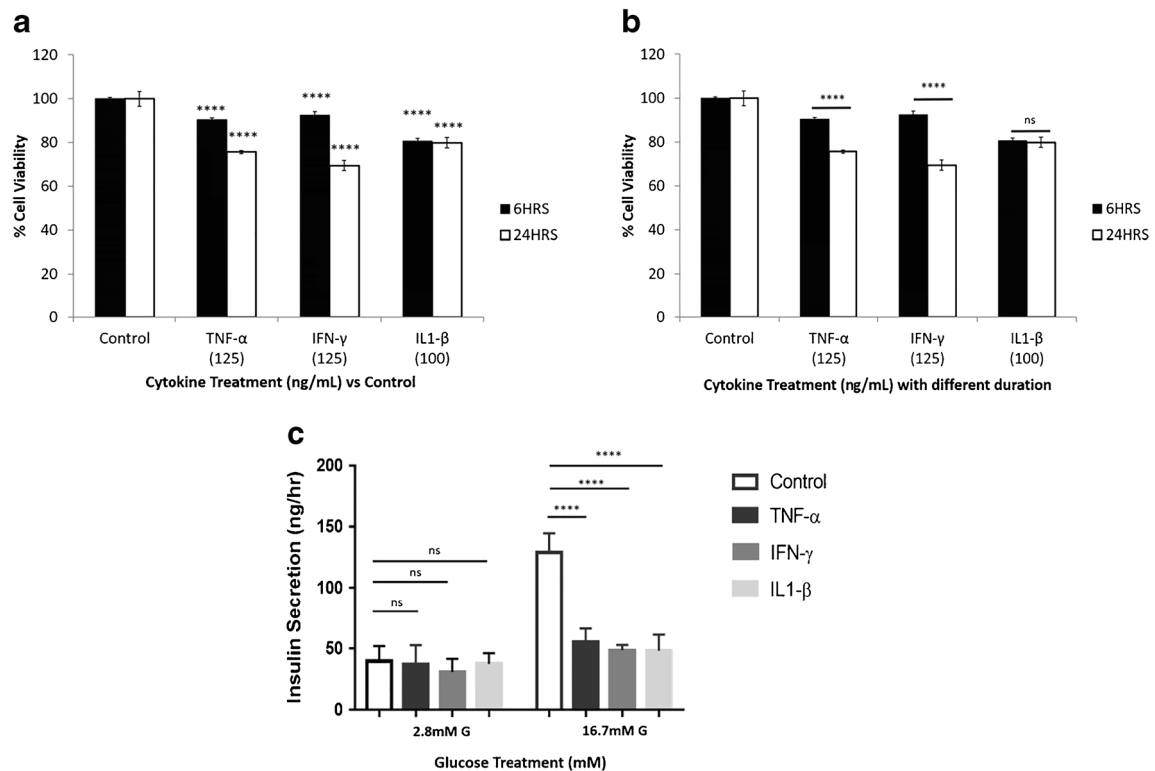 a
120
100
80
60
40
20
0
% Cell Viability
**** **** ****
**** **** ****
6HRS
24HRS
Control TNF-α IFN-γ IL1-β
(125) (125) (100)
Cytokine Treatment (ng/mL) vs Control
b
120
100
80
60
40
20
0
% Cell Viability
**** **** ns
6HRS
24HRS
Control TNF-α IFN-γ IL1-β
(125) (125) (100)
Cytokine Treatment (ng/mL) with different duration
c
200
150
100
50
0
Insulin Secretion (ng/hr)
ns
ns
ns
****
****
****
Control
TNF-α
IFN-γ
IL1-β
2.8mM G 16.7mM G
Glucose Treatment (mM)